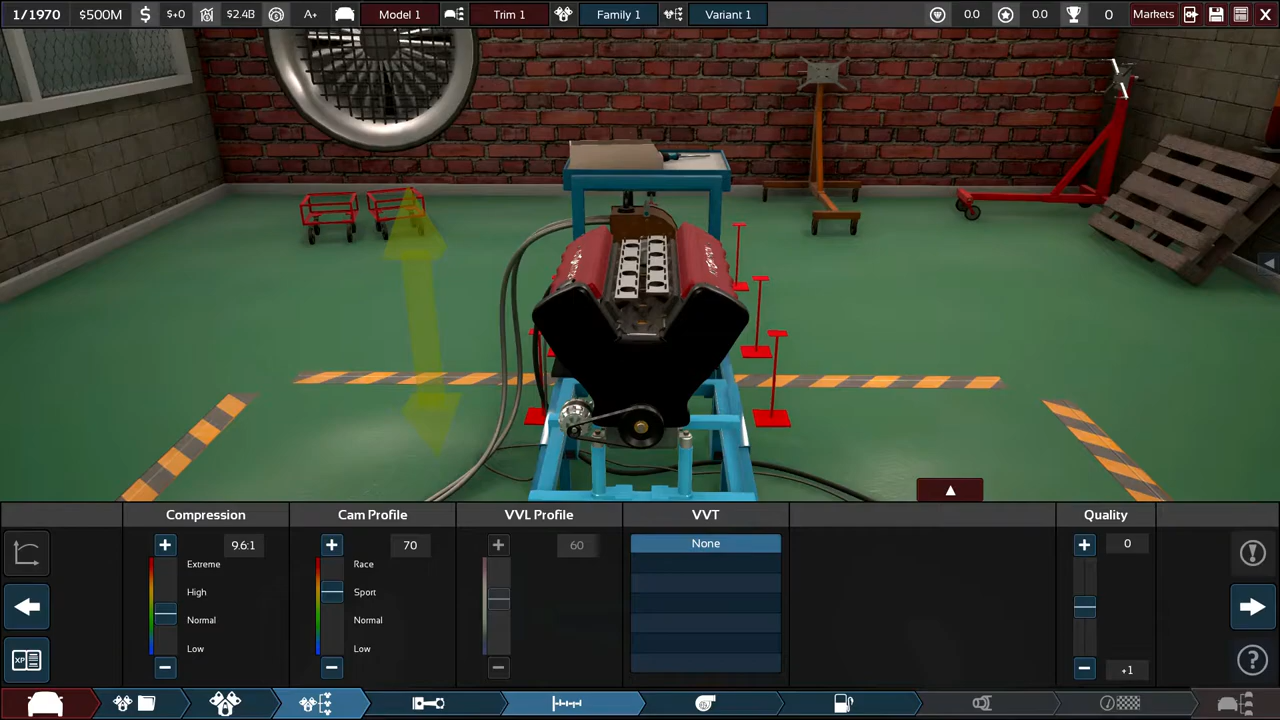 1/1970 $500M $+0 $2.4B A+ Model 1 Trim 1 Family 1 Variant 1 0.0 0.0 0 Markets
Compression Cam Profile VVL Profile VVT Quality
9.6:1 70 60 None 0
Extreme Race
High Sport
Normal Normal
Low Low
+1
XP